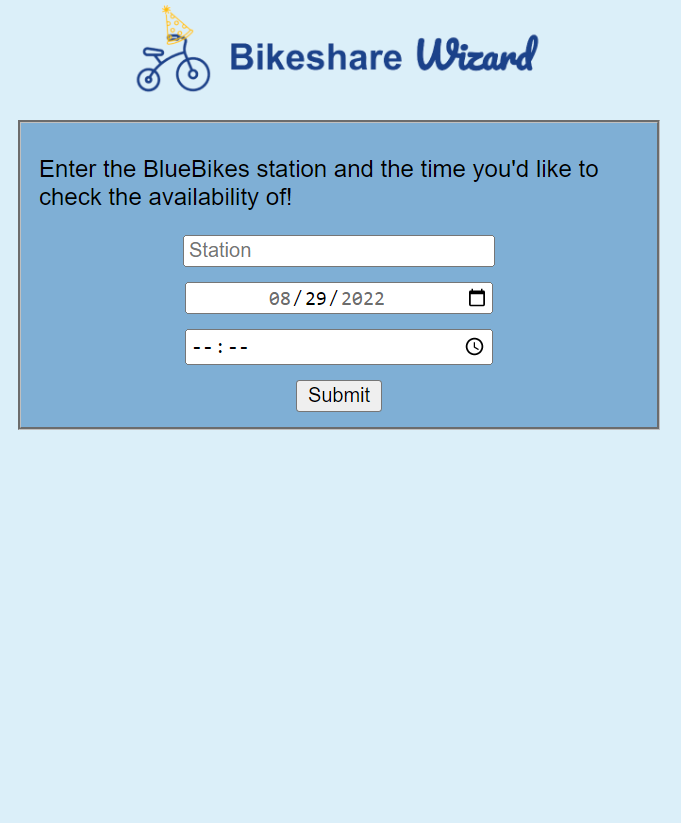 Bikeshare Wizard
Enter the BlueBikes station and the time you'd like to
check the availability of!
Station
08/29/2022
--:--
Submit